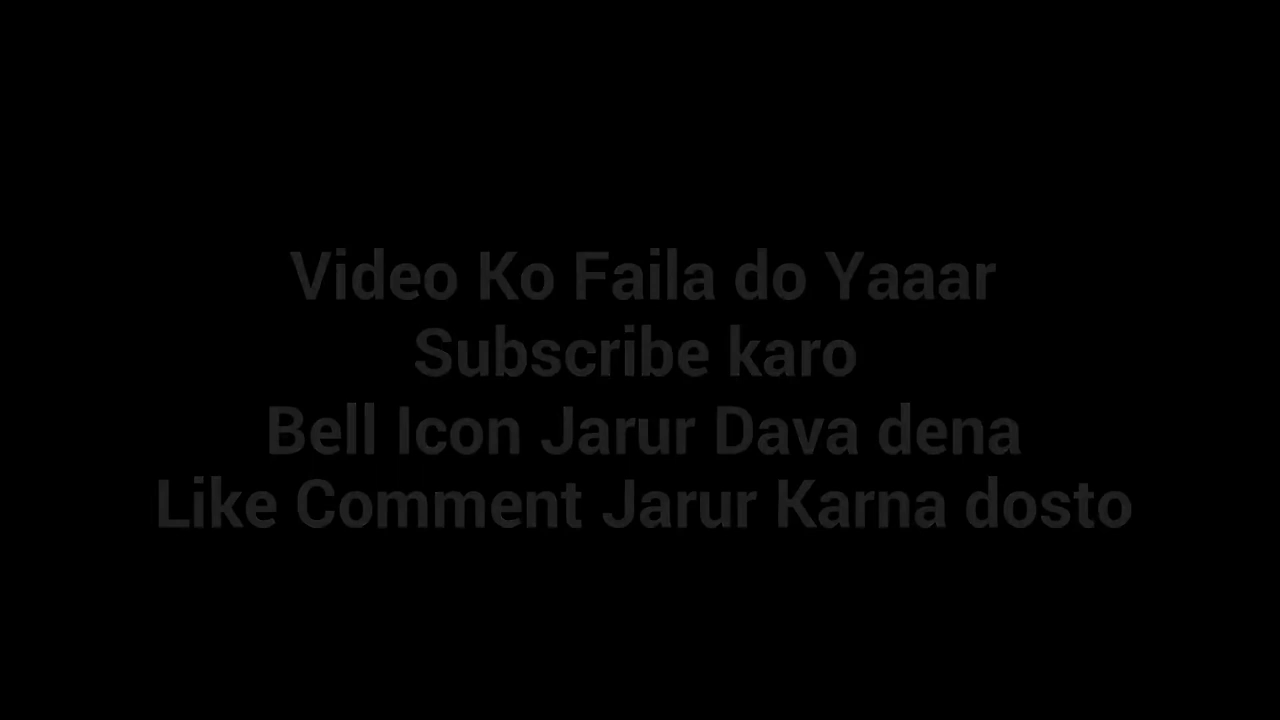 Video Ko Faila do Yaaar
Subscribe karo
Bell Icon Jarur Dava dena
Like Comment Jarur Karna dosto